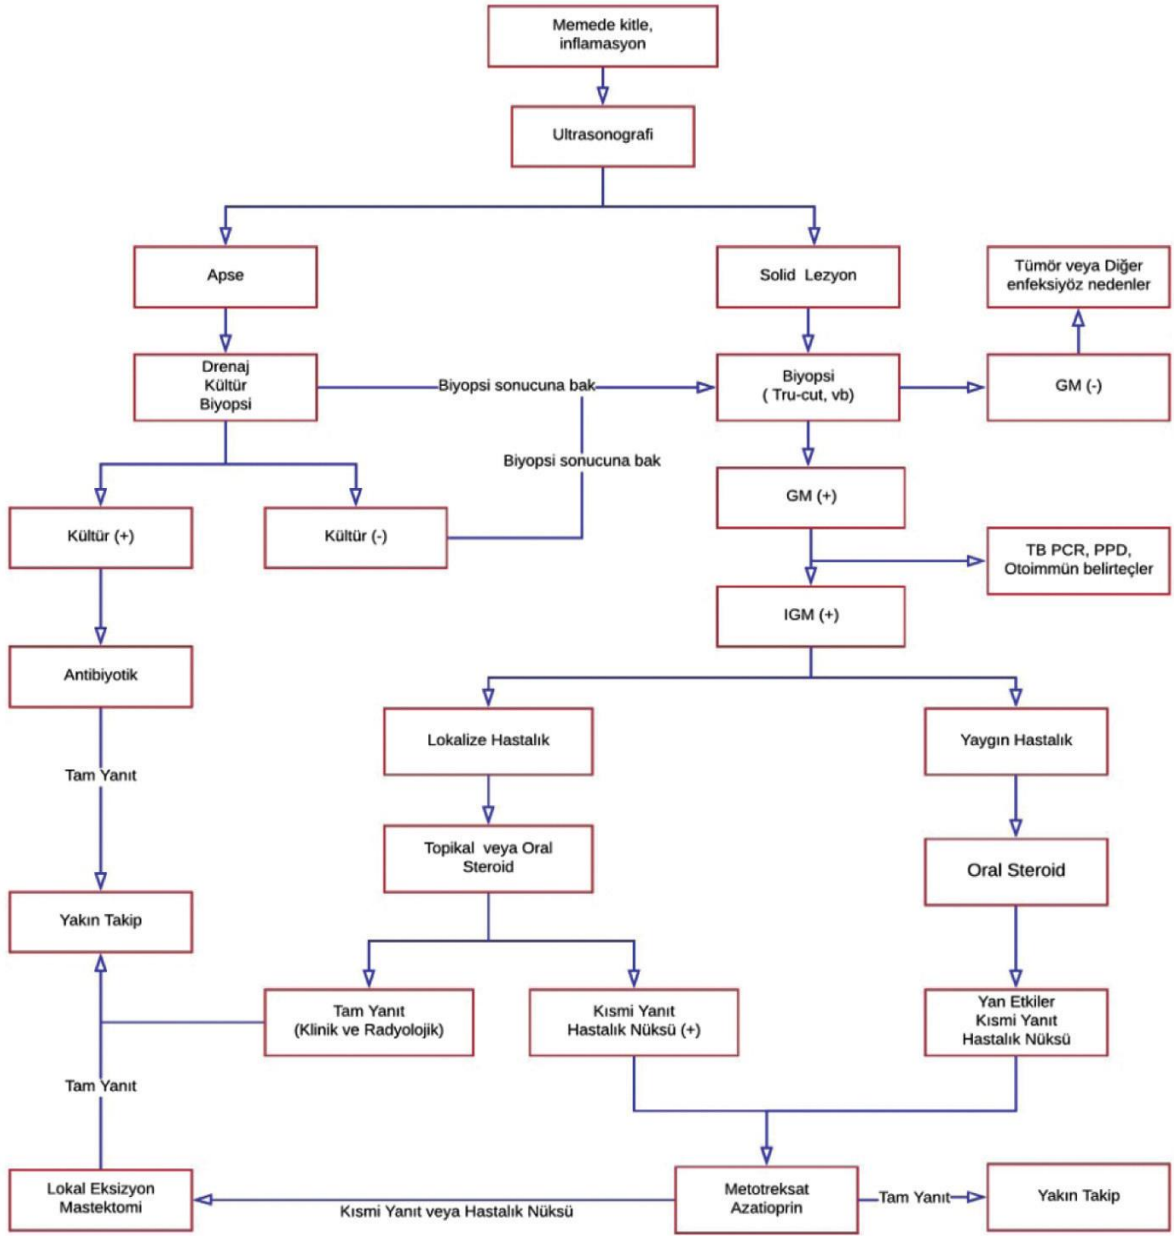 Memede kitle,
inflamasyon
Ultrasonografi
Apse
Solid Lezyon
Tümör veya Diğer
enfeksiyöz nedenler
Drenaj
Kültür
Biyopsi
Biyopsi sonucuna bak
Biyopsi
( Tru-cut, vb)
GM (-)
Biyopsi sonucuna bak
GM (+)
Kültür (+)
Kültür (-)
TB PCR, PPD,
Otoimmün belirteçler
IGM (+)
Antibiyotik
Lokalize Hastalık
Yaygın Hastalık
Tam Yanıt
Topikal veya Oral
Steroid
Oral Steroid
Yakın Takip
Tam Yanıt
(Klinik ve Radyolojik)
Kısmi Yanıt
Hastalık Nüksü (+)
Yan Etkiler
Kısmi Yanıt
Hastalık Nüksü
Tam Yanıt
Lokal Eksizyon
Mastektomi
Kısmi Yanıt veya Hastalık Nüksü
Metotreksat
Azatioprin
Tam Yanıt
Yakın Takip